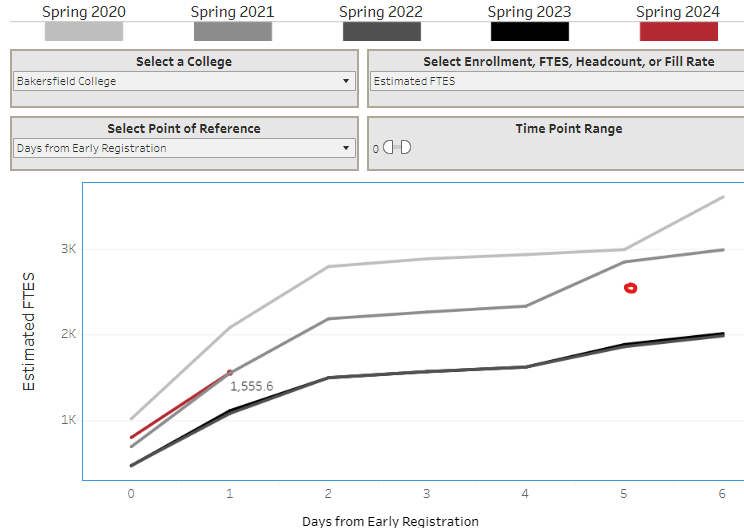 Spring 2020 Spring 2021 Spring 2022 Spring 2023 Spring 2024
Select a College
Bakersfield College
Select Enrollment, FTES, Headcount, or Fill Rate
Estimated FTES
Select Point of Reference
Days from Early Registration
Time Point Range
0
3K
2K
1K
Estimated FTES
1,555.6
0 1 2 3 4 5 6
Days from Early Registration